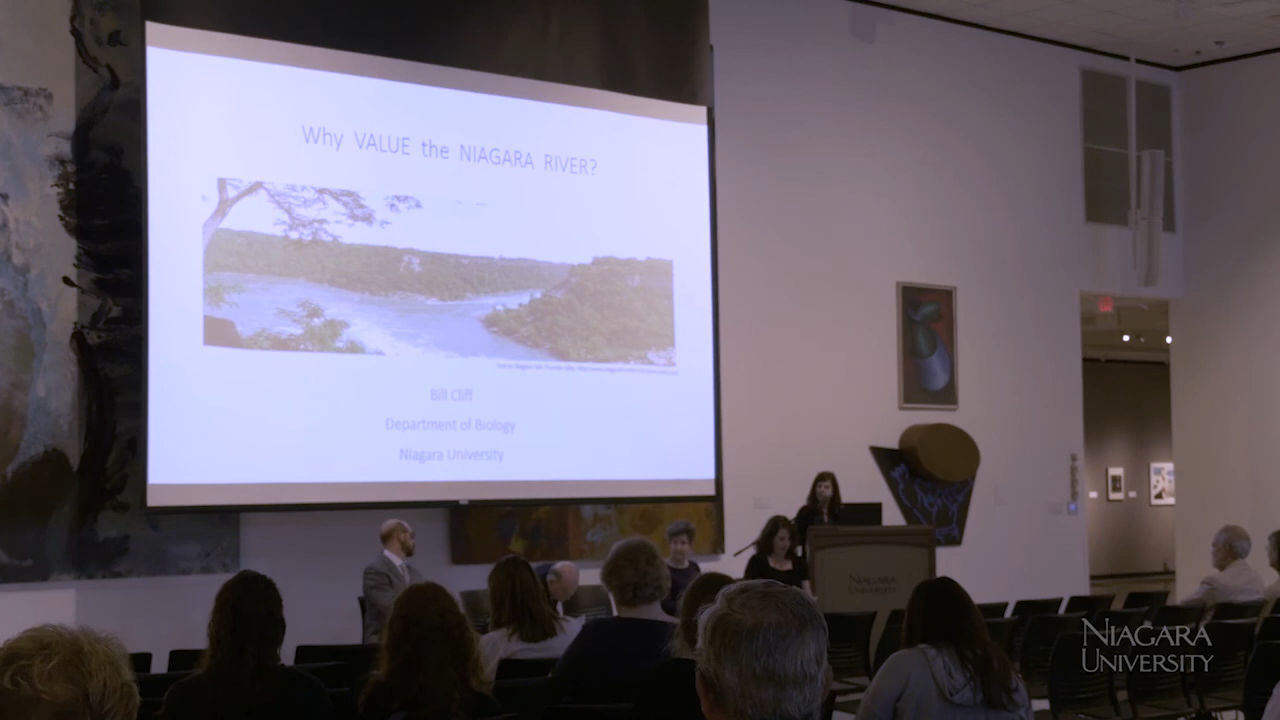 Why VALUE the NIAGARA RIVER?
Bill Cliff
Department of Biology
Niagara University
NIAGARA
UNIVERSITY
NIAGARA
UNIVERSITY